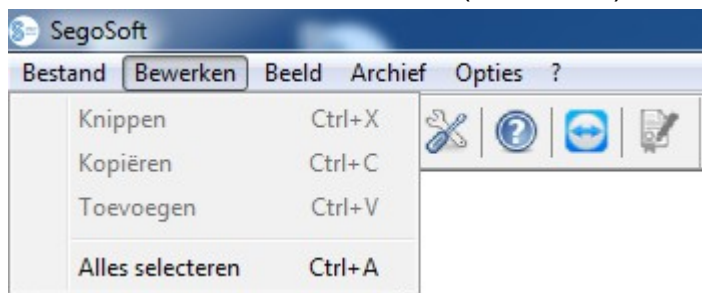 SegoSoft
Bestand Bewerken Beeld Archief Opties ?
Knippen Ctrl+X
Kopiëren Ctrl+C
Toevoegen Ctrl+V
Alles selecteren Ctrl+A